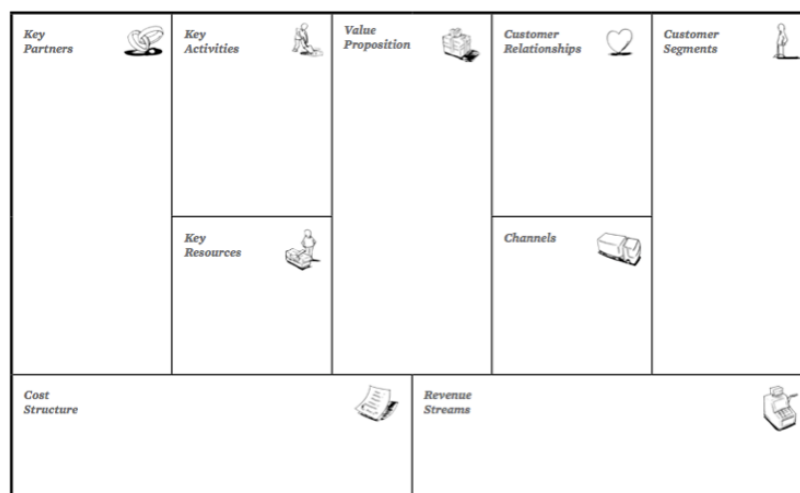 Key
Partners
Key
Activities
Value
Proposition
Customer
Relationships
Customer
Segments
Key
Resources
Channels
Cost
Structure
Revenue
Streams